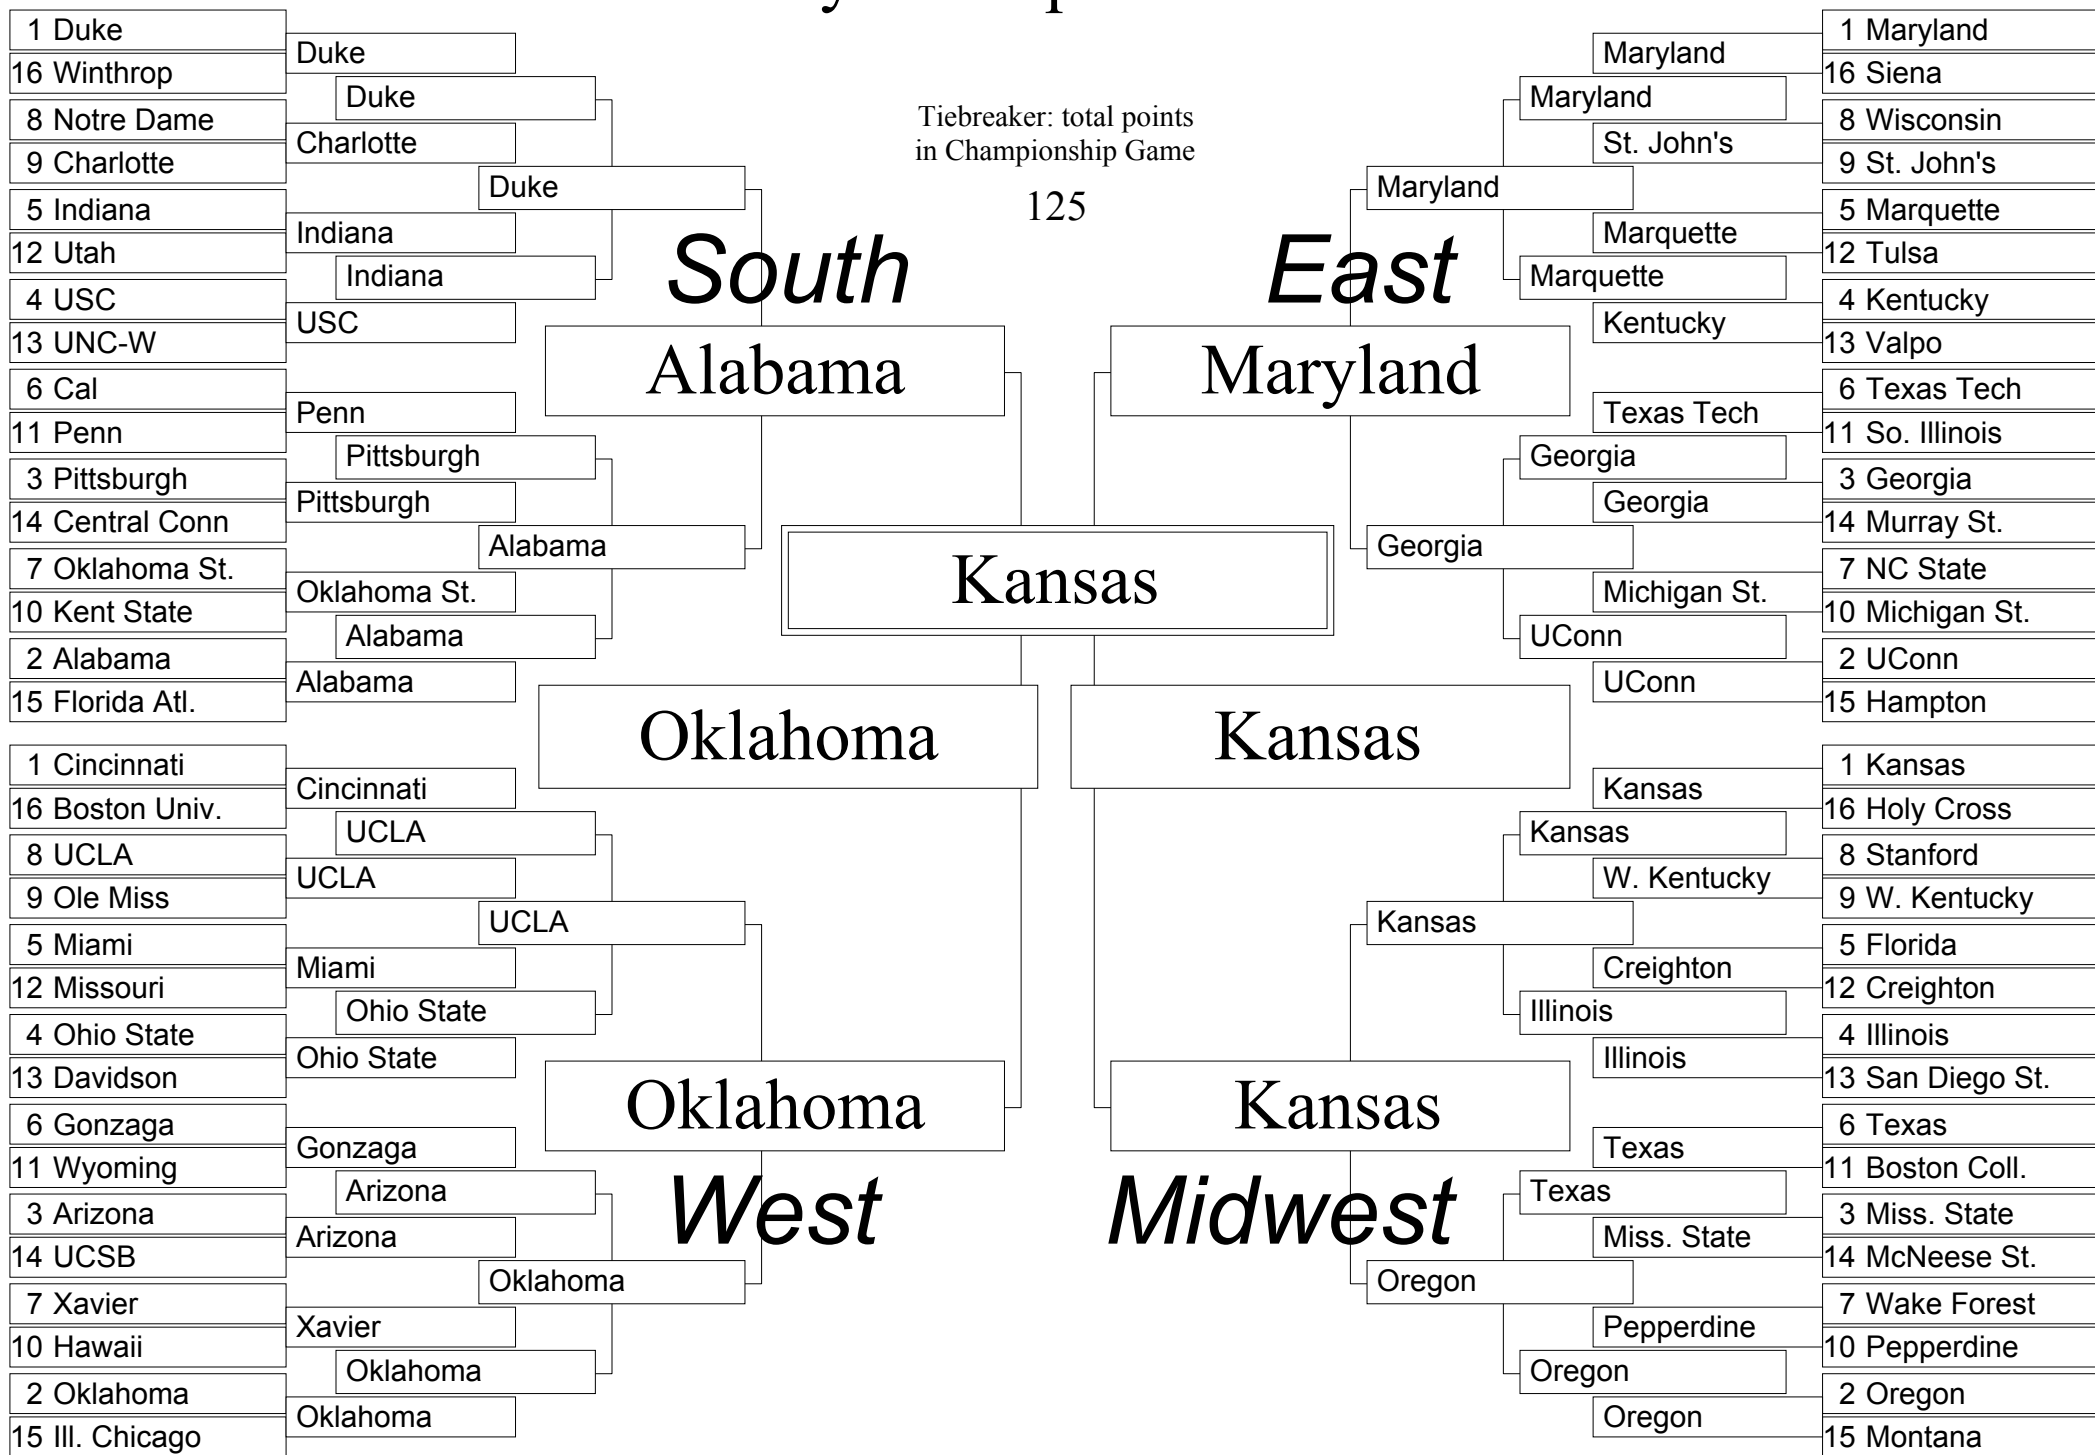 1 Duke
16 Winthrop
8 Notre Dame
9 Charlotte
5 Indiana
12 Utah
4 USC
13 UNC-W
6 Cal
11 Penn
3 Pittsburgh
14 Central Conn
7 Oklahoma St.
10 Kent State
2 Alabama
15 Florida Atl.
Duke
Charlotte
Indiana
USC
Penn
Pittsburgh
Oklahoma St.
Alabama
Duke
Indiana
Pittsburgh
Alabama
Duke
Alabama
South
Alabama
1 Cincinnati
16 Boston Univ.
8 UCLA
9 Ole Miss
5 Miami
12 Missouri
4 Ohio State
13 Davidson
6 Gonzaga
11 Wyoming
3 Arizona
14 UCSB
7 Xavier
10 Hawaii
2 Oklahoma
15 Ill. Chicago
Cincinnati
UCLA
Miami
Ohio State
Gonzaga
Arizona
Xavier
Oklahoma
UCLA
Ohio State
Arizona
Oklahoma
UCLA
Oklahoma
Oklahoma
West
Oklahoma
Tiebreaker: total points
in Championship Game
125
Kansas
Kansas
1 Maryland
16 Siena
8 Wisconsin
9 St. John's
5 Marquette
12 Tulsa
4 Kentucky
13 Valpo
6 Texas Tech
11 So. Illinois
3 Georgia
14 Murray St.
7 NC State
10 Michigan St.
2 UConn
15 Hampton
Maryland
St. John's
Marquette
Kentucky
Texas Tech
Georgia
Michigan St.
UConn
Maryland
Marquette
Georgia
UConn
Maryland
Georgia
East
Maryland
1 Kansas
16 Holy Cross
8 Stanford
9 W. Kentucky
5 Florida
12 Creighton
4 Illinois
13 San Diego St.
6 Texas
11 Boston Coll.
3 Miss. State
14 McNeese St.
7 Wake Forest
10 Pepperdine
2 Oregon
15 Montana
Kansas
W. Kentucky
Creighton
Illinois
Texas
Miss. State
Pepperdine
Oregon
Kansas
Illinois
Texas
Oregon
Kansas
Oregon
Kansas
Midwest